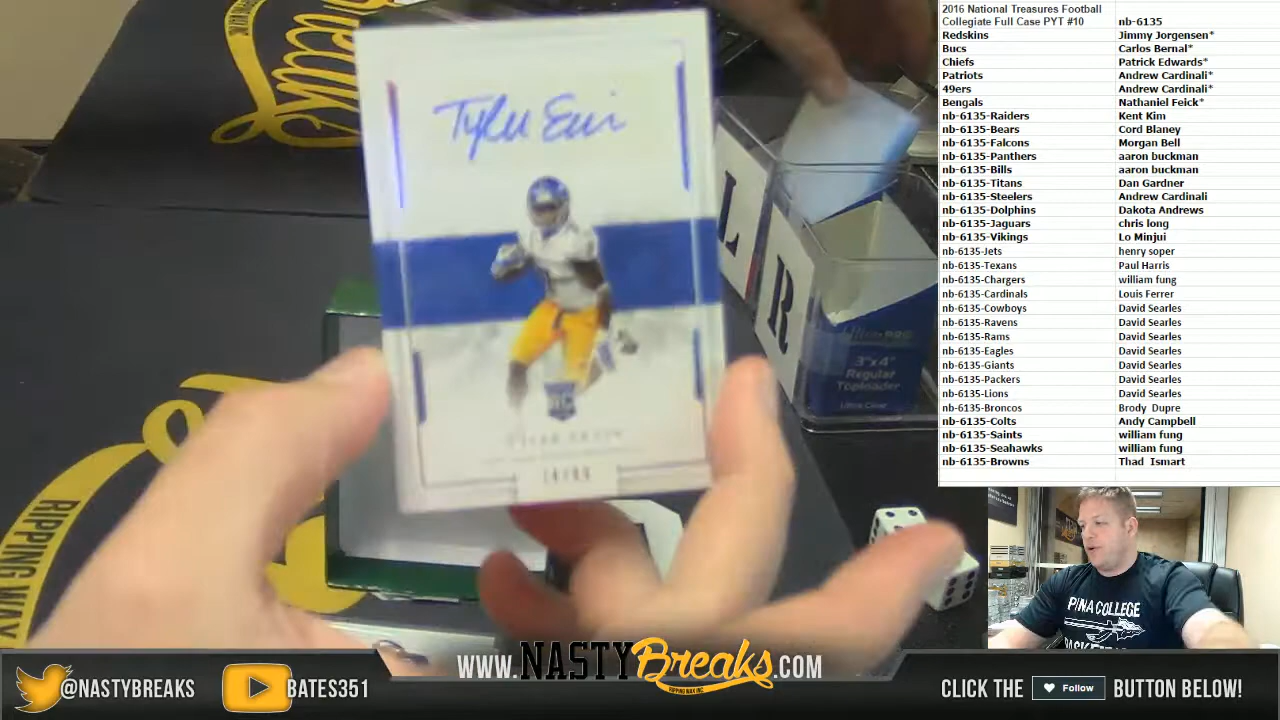 2016 National Treasures Football
Collegiate Full Case PYT #10 nb-6135
Redskins Jimmy Jorgensen*
Bucs Carlos Bernal*
Chiefs Patrick Edwards*
Patriots Andrew Cardinali*
49ers Andrew Cardinali*
Bengals Nathaniel Feick*
nb-6135-Raiders Kent Kim
nb-6135-Bears Cord Blaney
nb-6135-Falcons Morgan Bell
nb-6135-Panthers aaron buckman
nb-6135-Bills aaron buckman
nb-6135-Titans Dan Gardner
nb-6135-Steelers Andrew Cardinali
nb-6135-Dolphins Dakota Andrews
nb-6135-Jaguars chris long
nb-6135-Vikings Lo Minjui
nb-6135-Jets henry soper
nb-6135-Texans Paul Harris
nb-6135-Chargers william fung
nb-6135-Cardinals Louis Ferrer
nb-6135-Cowboys David Searles
nb-6135-Ravens David Searles
nb-6135-Rams David Searles
nb-6135-Eagles David Searles
nb-6135-Giants David Searles
nb-6135-Packers David Searles
nb-6135-Lions David Searles
nb-6135-Broncos Brody Dupre
nb-6135-Colts Andy Campbell
nb-6135-Saints william fung
nb-6135-Seahawks william fung
nb-6135-Browns Thad Ismart
Tyler
L
R
3"x4"
Regular
Toploader
Ultra Clear
RC
RIPPING WAX
PIMA COLLEGE
@NASTYBREAKS
BATES351
WWW.NASTYBreaks.COM
RIPPING WAX INC
CLICK THE Follow BUTTON BELOW!